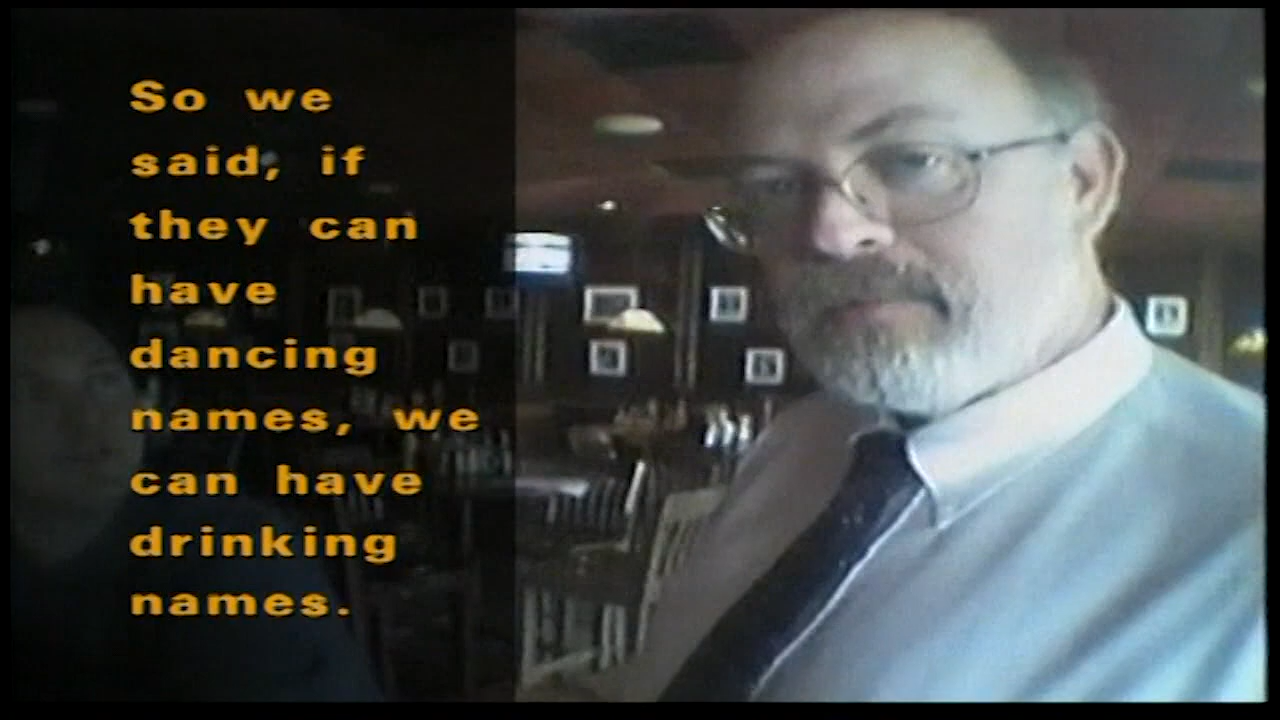 So we
said, if
they can
have
dancing
names, we
can have
drinking
names.